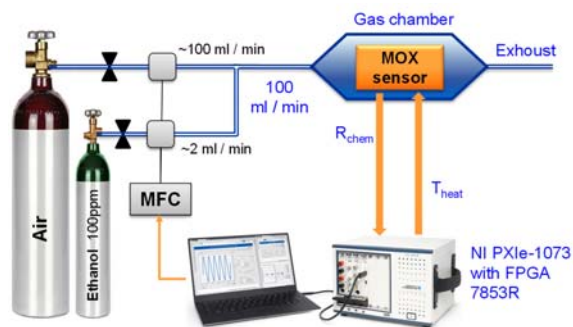 Gas chamber
~100 ml / min
MOX
sensor
Exhaust
100
ml / min
Rchem
~2 ml / min
Theat
MFC
Air
Ethanol 100ppm
NI PXIe-1073
with FPGA
7853R